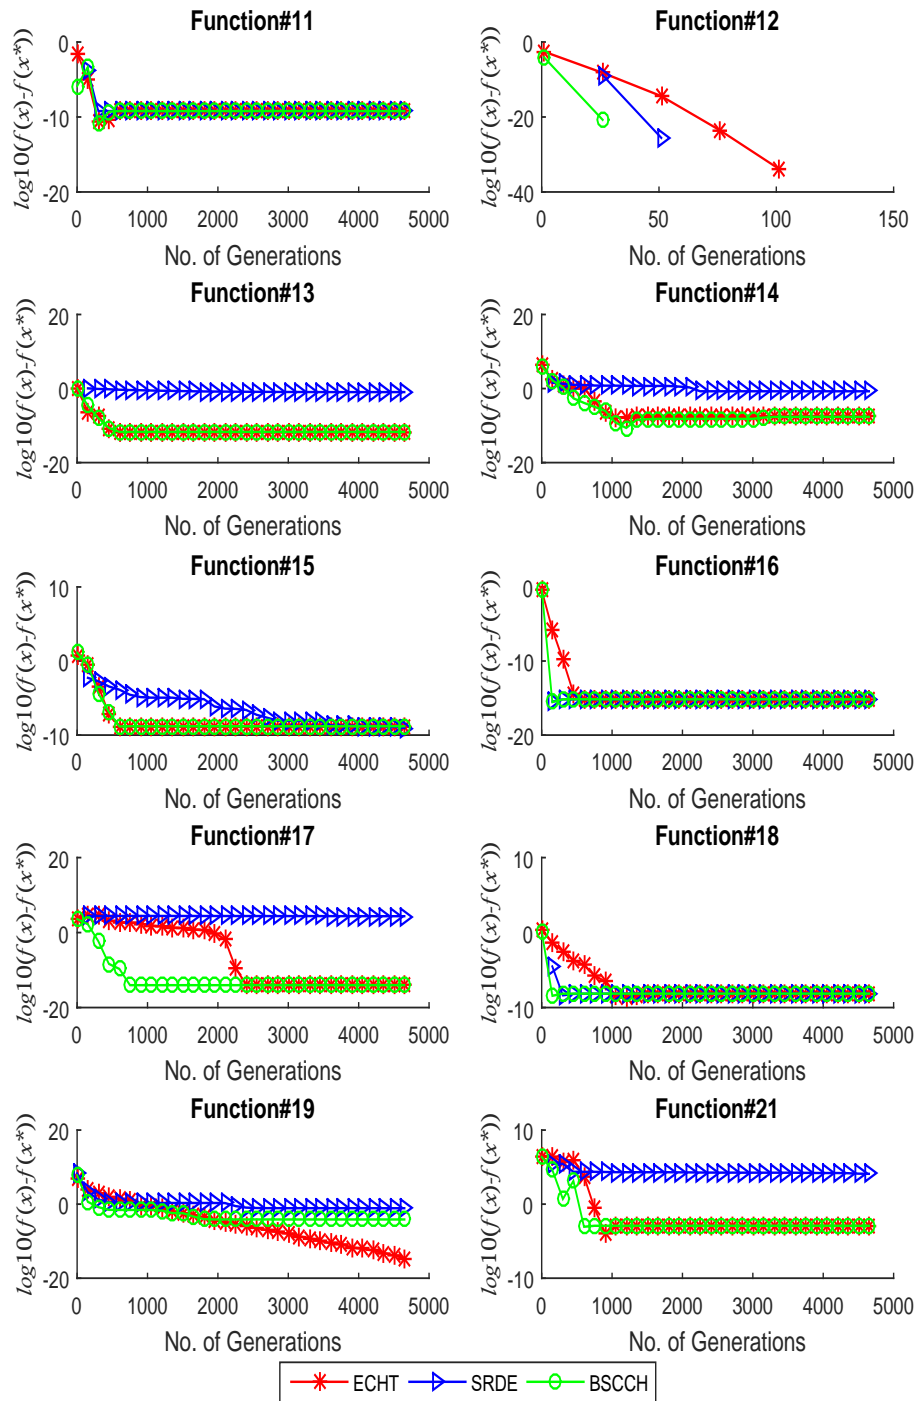 Function#11
log10(f(x)-f(x*))
0
-10
-20
0 1000 2000 3000 4000 5000
No. of Generations
Function#12
log10(f(x)-f(x*))
0
-20
-40
0 50 100 150
No. of Generations
Function#13
log10(f(x)-f(x*))
20
0
-20
0 1000 2000 3000 4000 5000
No. of Generations
Function#14
log10(f(x)-f(x*))
20
0
-20
0 1000 2000 3000 4000 5000
No. of Generations
Function#15
log10(f(x)-f(x*))
10
0
-10
0 1000 2000 3000 4000 5000
No. of Generations
Function#16
log10(f(x)-f(x*))
0
-10
-20
0 1000 2000 3000 4000 5000
No. of Generations
Function#17
log10(f(x)-f(x*))
20
0
-20
0 1000 2000 3000 4000 5000
No. of Generations
Function#18
log10(f(x)-f(x*))
10
0
-10
0 1000 2000 3000 4000 5000
No. of Generations
Function#19
log10(f(x)-f(x*))
20
0
-20
0 1000 2000 3000 4000 5000
No. of Generations
Function#21
log10(f(x)-f(x*))
10
0
-10
0 1000 2000 3000 4000 5000
No. of Generations
ECHT SRDE BSCCH